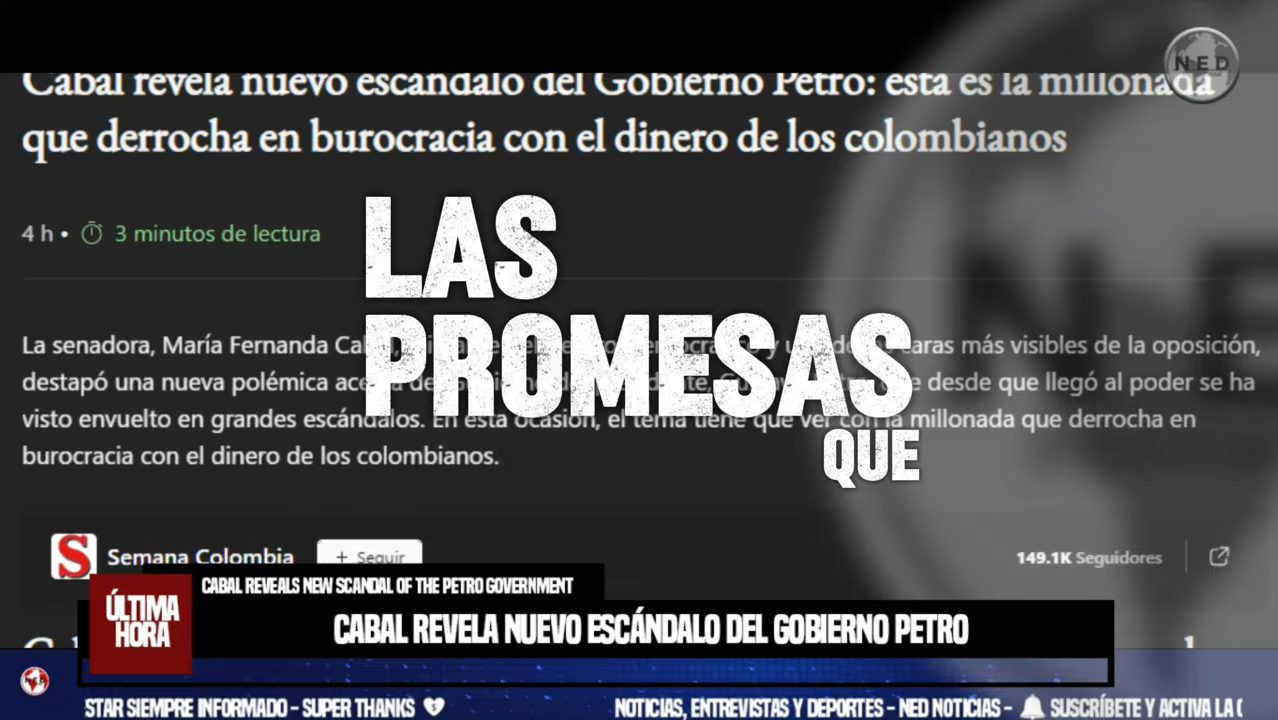 NED
Cabal revela nuevo escándalo del Gobierno Petro: esta es la millonada
que derrocha en burocracia con el dinero de los colombianos
4 h • 3 minutos de lectura
LAS
PROMESAS
QUE
La senadora, María Fernanda caras más visibles de la oposición,
destapó una nueva polémica desde que llegó al poder se ha
visto envuelto en grandes escándalos. En esta ocasión, el tema tiene que ver con la millonada que derrocha en
burocracia con el dinero de los colombianos.
S
Semana Colombia
+ Seguir
149.1K Seguidores
ÚLTIMA
HORA
CABAL REVEALS NEW SCANDAL OF THE PETRO GOVERNMENT
CABAL REVELA NUEVO ESCÁNDALO DEL GOBIERNO PETRO
STAR SIEMPRE INFORMADO - SUPER THANKS
NOTICIAS, ENTREVISTAS Y DEPORTES - NED NOTICIAS -
SUSCRÍBETE Y ACTIVA LA